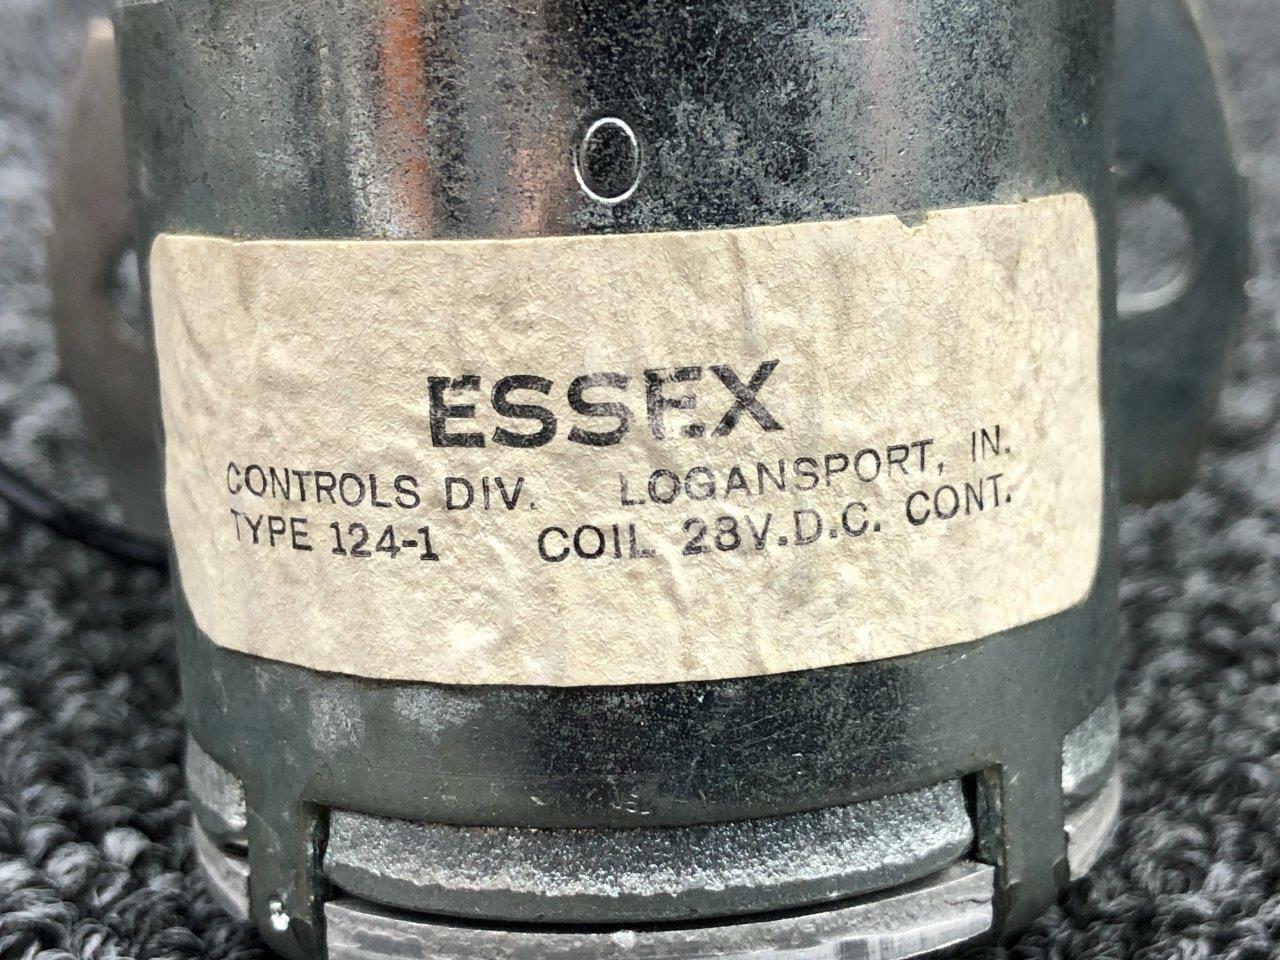 ESSEX
CONTROLS DIV. LOGANSPORT, IN.
TYPE 124-1 COIL 28V.D.C. CONT.